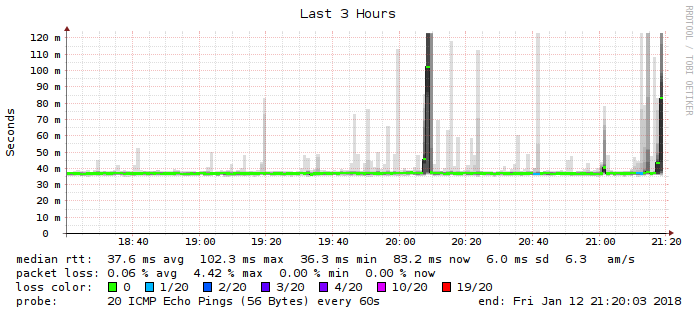 Last 3 Hours
RRDTOOL / TOBI OETIKER
Seconds
120 m
110 m
100 m
90 m
80 m
70 m
60 m
50 m
40 m
30 m
20 m
10 m
0
18:40 19:00 19:20 19:40 20:00 20:20 20:40 21:00 21:20
median rtt: 37.6 ms avg 102.3 ms max 36.3 ms min 83.2 ms now 6.0 ms sd 6.3 am/s
packet loss: 0.06 % avg 4.42 % max 0.00 % min 0.00 % now
loss color: 0 1/20 2/20 3/20 4/20 10/20 19/20
probe: 20 ICMP Echo Pings (56 Bytes) every 60s end: Fri Jan 12 21:20:03 2018